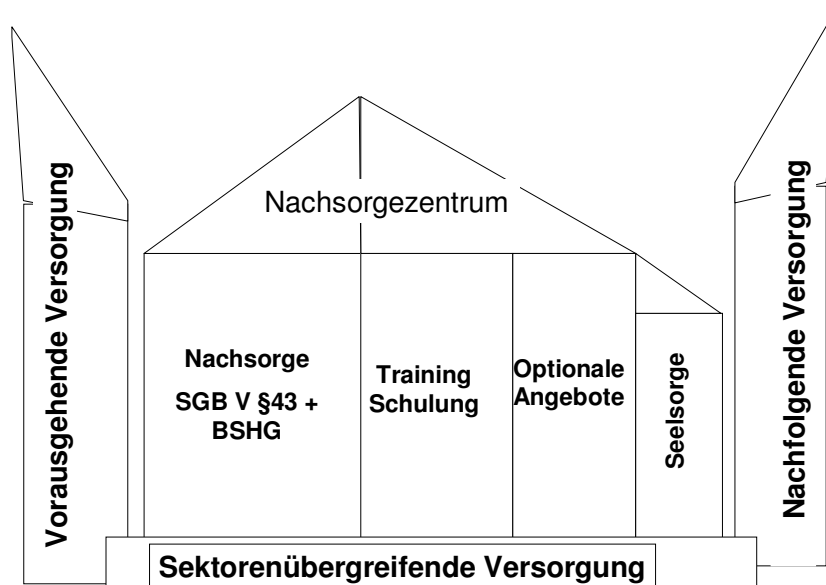 Vorausgehende Versorgung
Nachsorgezentrum
Nachsorge
SGB V §43 +
BSHG
Training
Schulung
Optionale
Angebote
Seelsorge
Nachfolgende Versorgung
Sektorenübergreifende Versorgung